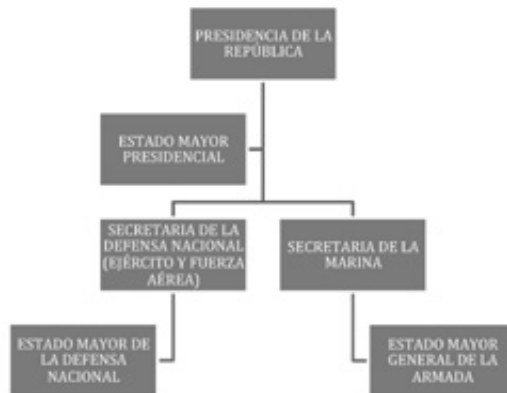 PRESIDENCIA DE LA
REPÚBLICA
ESTADO MAYOR
PRESIDENCIAL
SECRETARIA DE LA
DEFENSA NACIONAL
(EJÉRCITO Y FUERZA
AÉREA)
SECRETARIA DE LA
MARINA
ESTADO MAYOR DE
LA DEFENSA
NACIONAL
ESTADO MAYOR
GENERAL DE LA
ARMADA